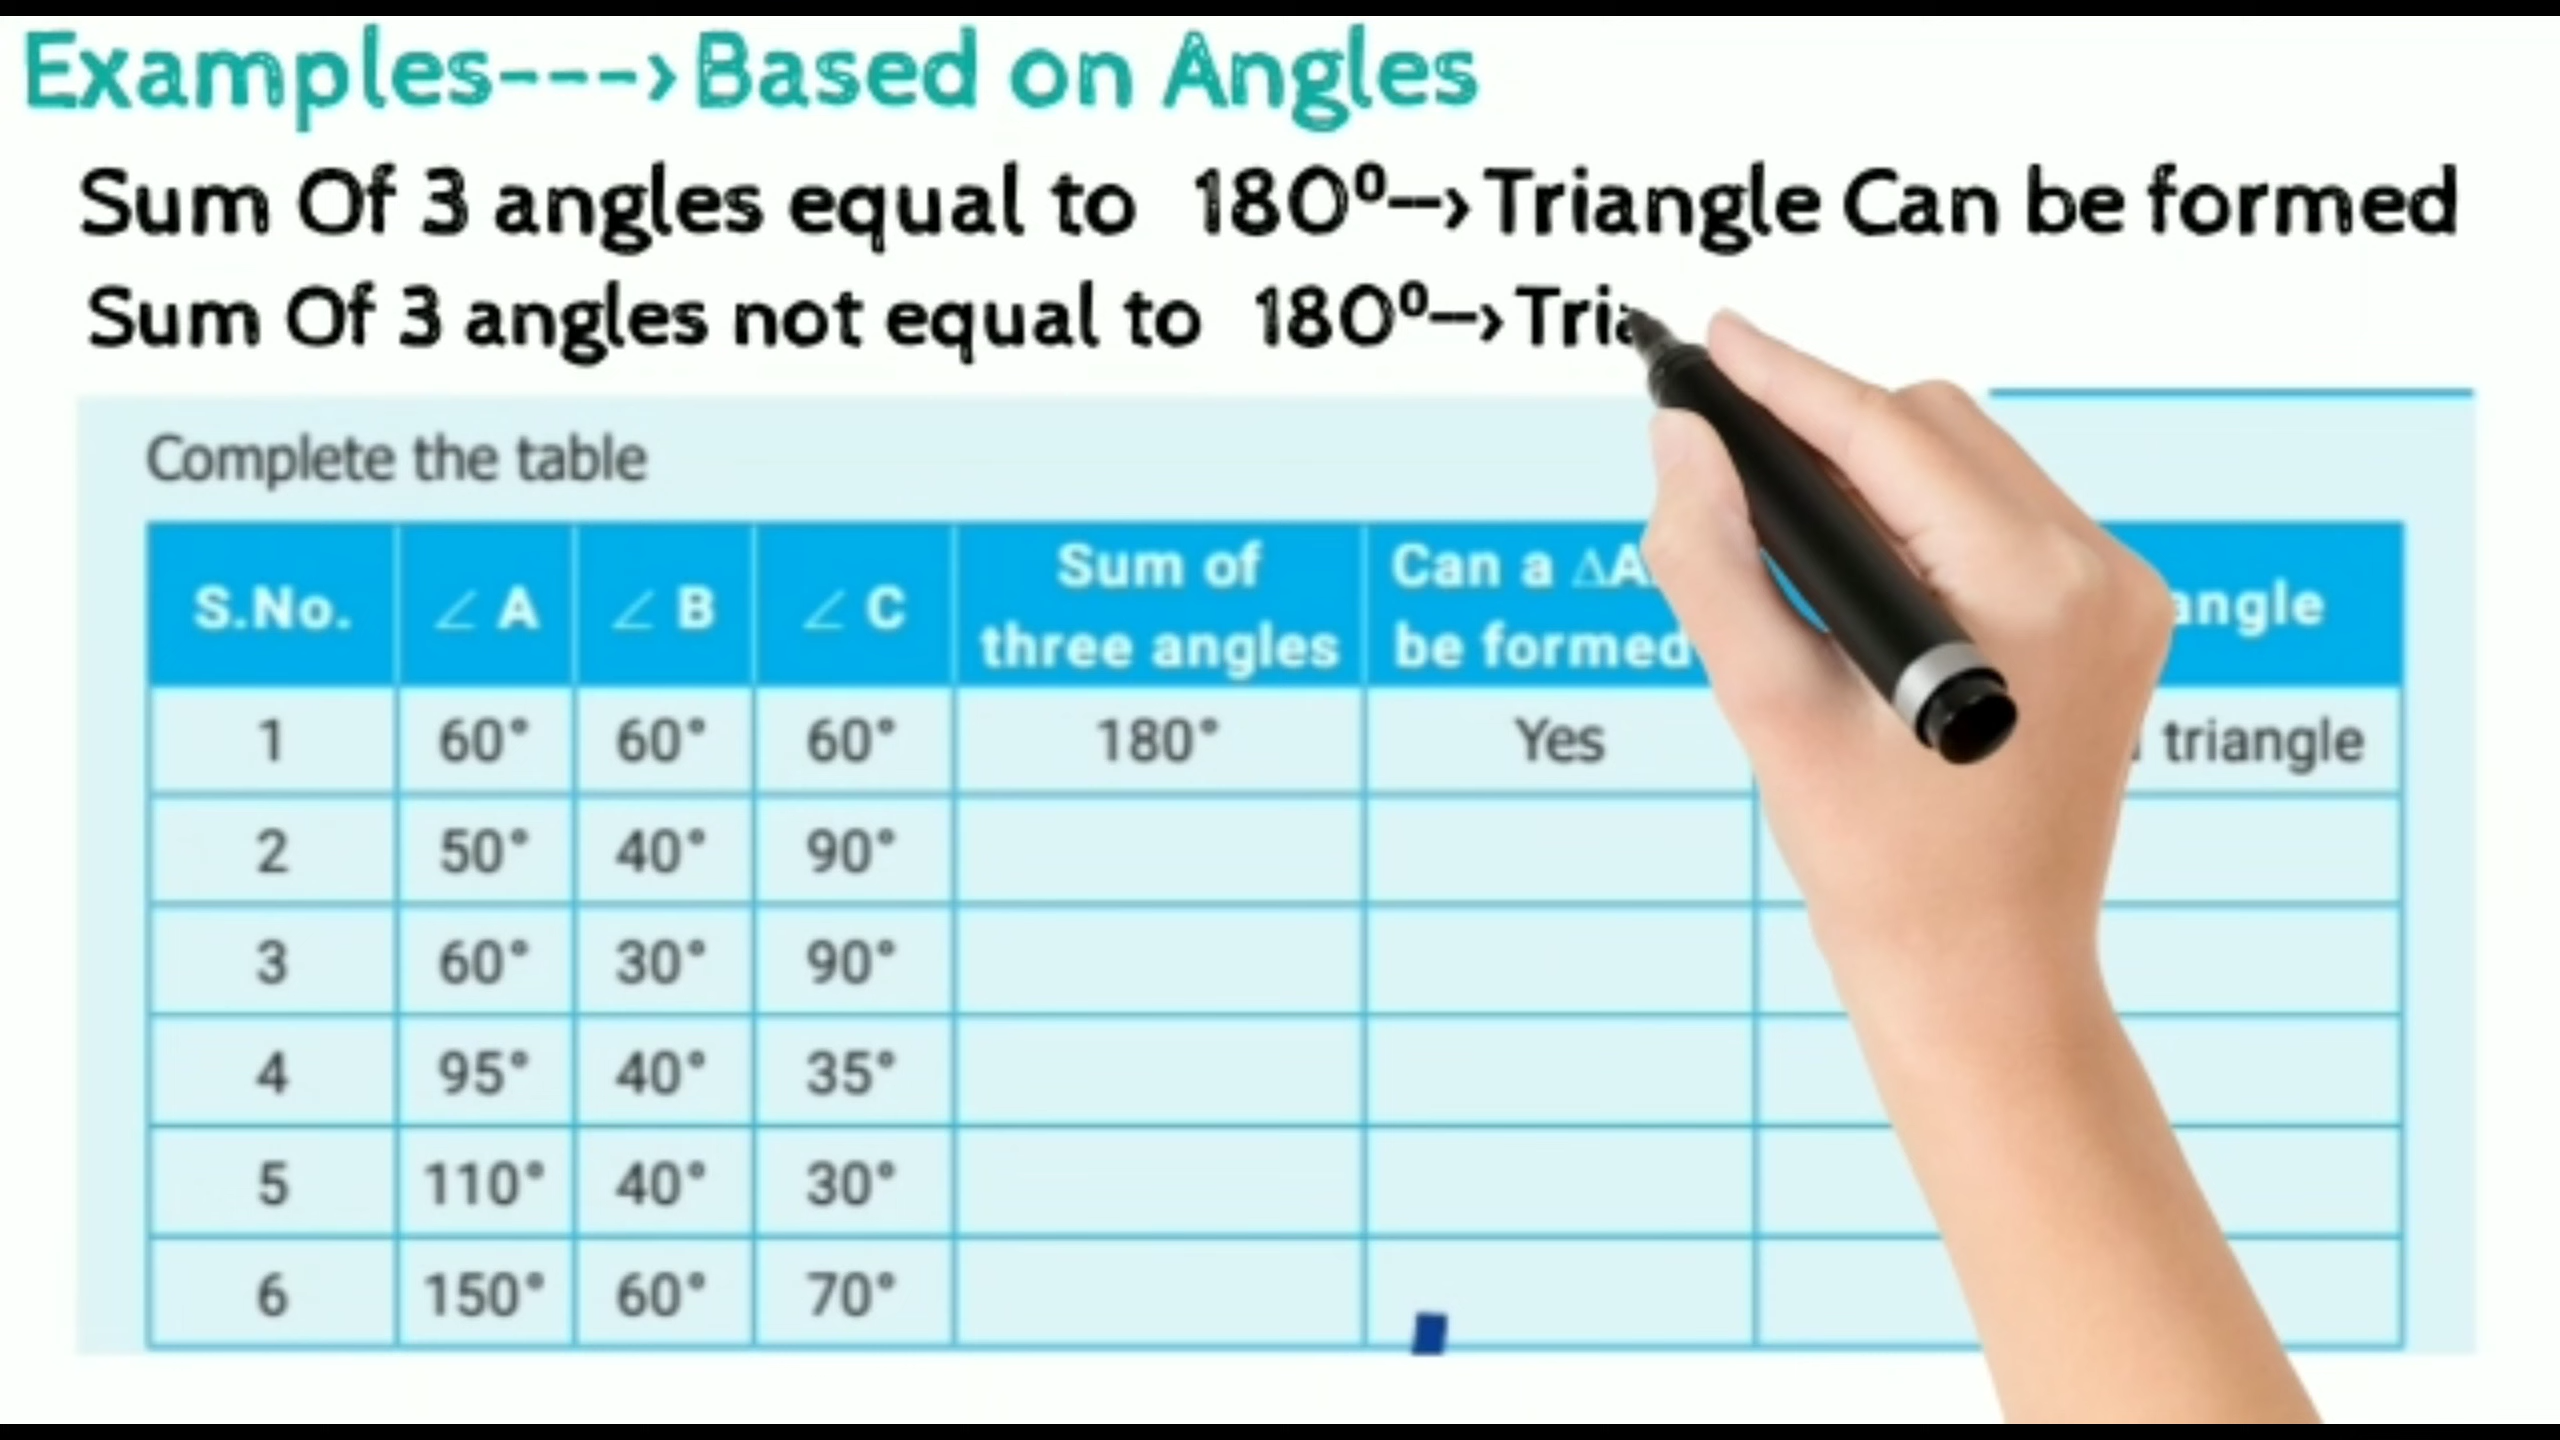 Examples---›Based on Angles
Sum Of 3 angles equal to 180⁰--›Triangle Can be formed
Sum Of 3 angles not equal to 180⁰--›Tria
Complete the table
S.No. ∠ A ∠ B ∠ C Sum of three angles Can a ΔA be formed angle
1 60° 60° 60° 180° Yes triangle
2 50° 40° 90°
3 60° 30° 90°
4 95° 40° 35°
5 110° 40° 30°
6 150° 60° 70°